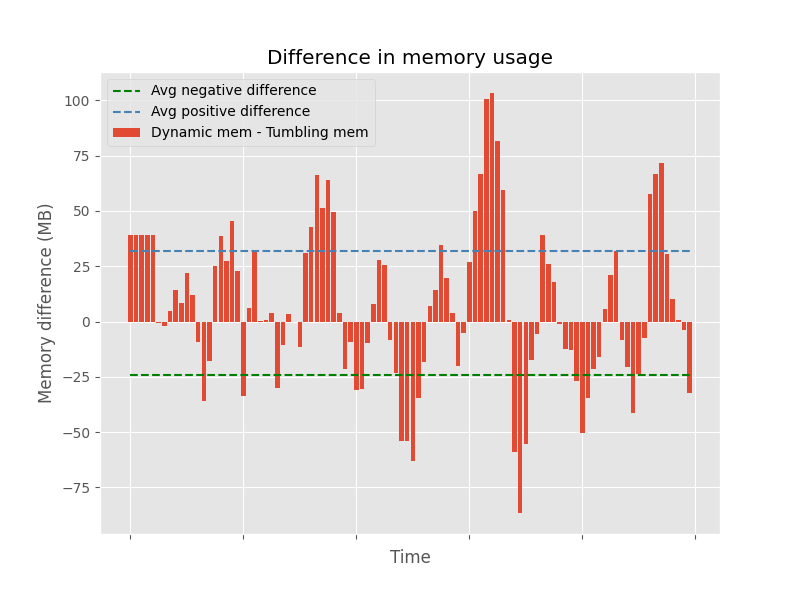 Difference in memory usage
Avg negative difference
Avg positive difference
Dynamic mem - Tumbling mem
100
75
50
25
0
−25
−50
−75
Memory difference (MB)
Time